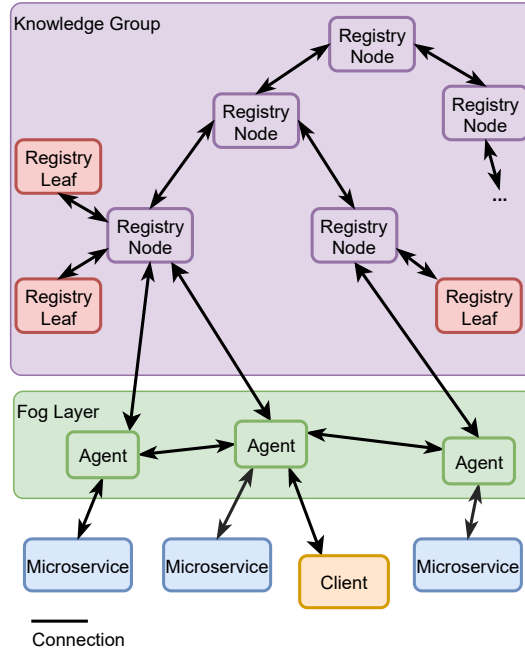 Knowledge Group
Registry
Node
Registry
Node
Registry
Node
Registry
Leaf
Registry
Node
Registry
Node
...
Registry
Leaf
Registry
Leaf
Fog Layer
Agent
Agent
Agent
Microservice
Microservice
Client
Microservice
Connection